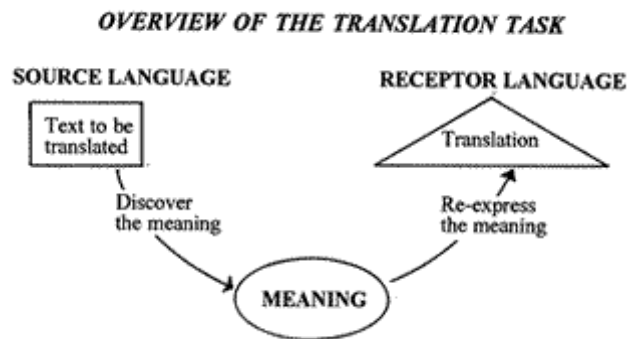 OVERVIEW OF THE TRANSLATION TASK
SOURCE LANGUAGE
RECEPTOR LANGUAGE
Text to be
translated
Translation
Discover
the meaning
Re-express
the meaning
MEANING